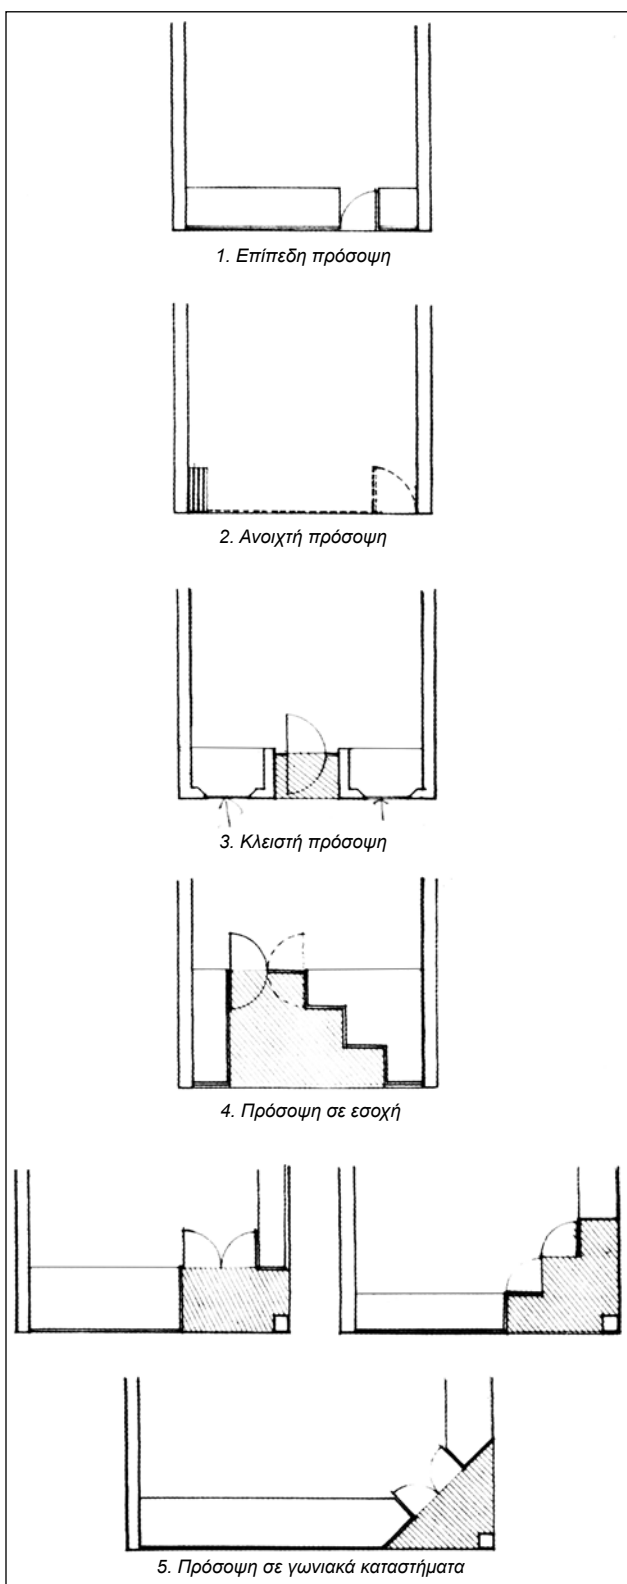 1. Επίπεδη πρόσοψη
2. Ανοιχτή πρόσοψη
3. Κλειστή πρόσοψη
4. Πρόσοψη σε εσοχή
5. Πρόσοψη σε γωνιακά καταστήματα